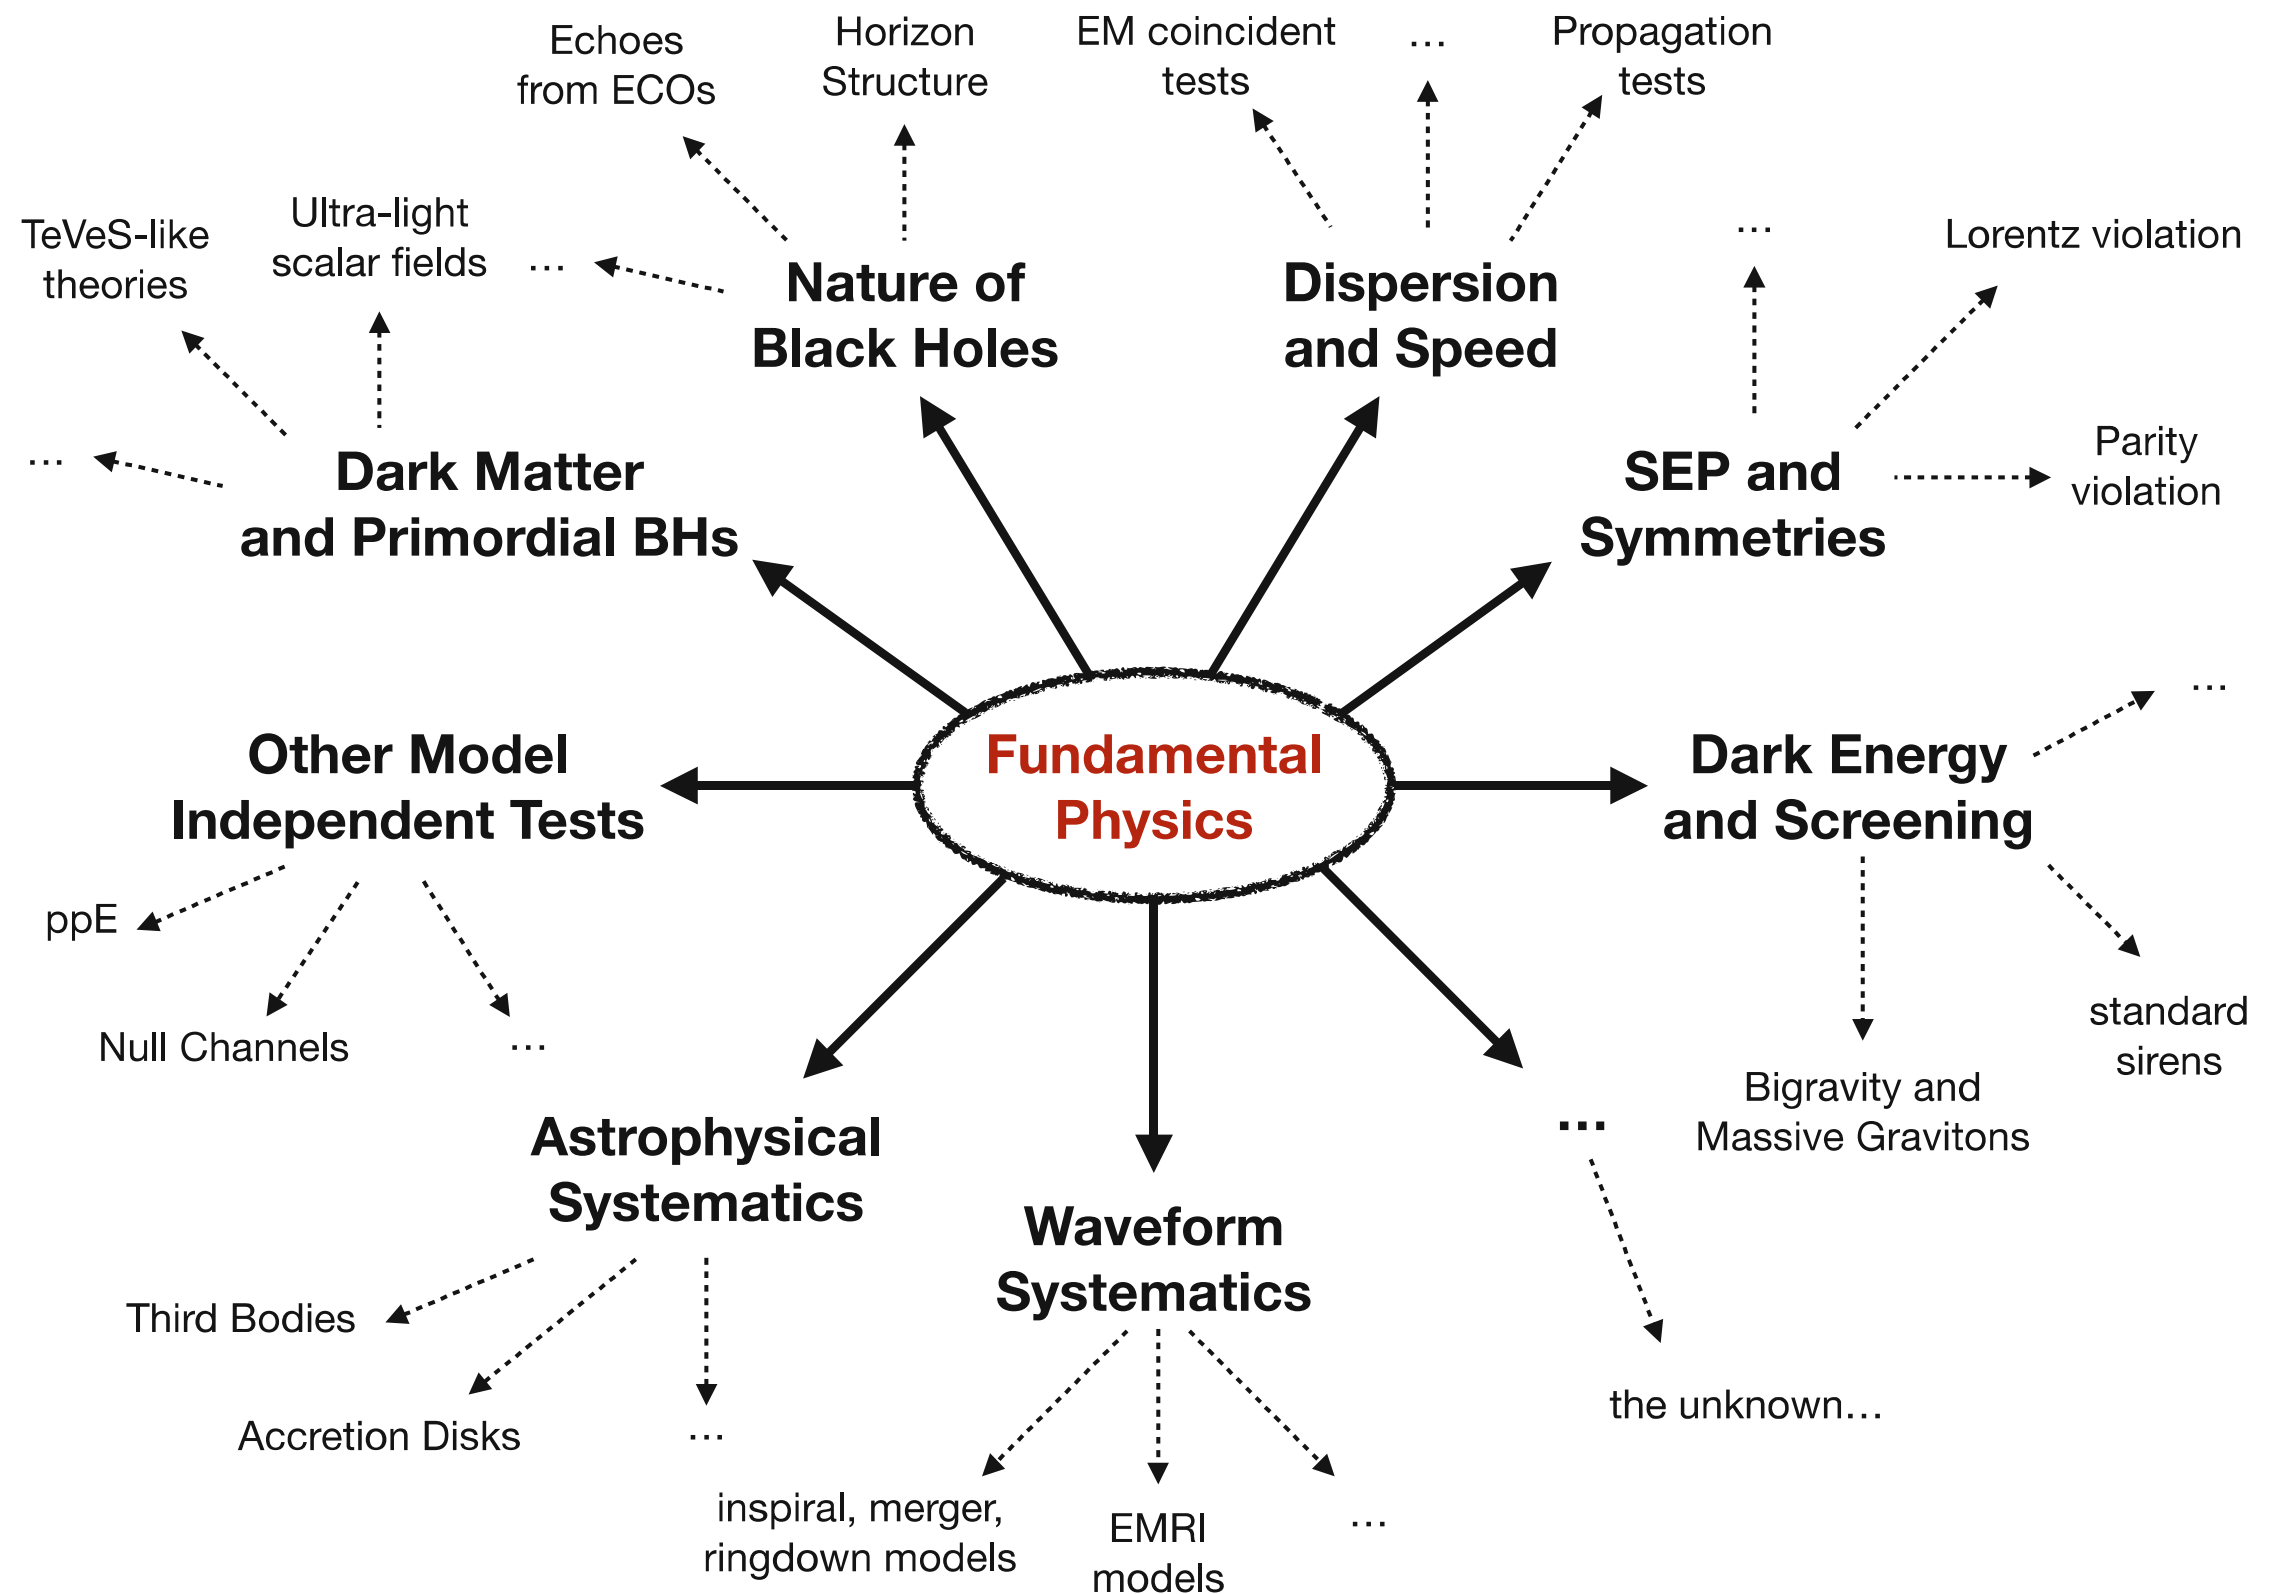 Echoes
from ECOs
Horizon
Structure
EM coincident
tests
...
Propagation
tests
TeVeS-like
theories
Ultra-light
scalar fields
...
Nature of
Black Holes
Dispersion
and Speed
...
Lorentz violation
...
Dark Matter
and Primordial BHs
SEP and
Symmetries
Parity
violation
Other Model
Independent Tests
Fundamental
Physics
Dark Energy
and Screening
...
ppE
Null Channels
...
standard
sirens
Bigravity and
Massive Gravitons
Astrophysical
Systematics
Waveform
Systematics
...
Third Bodies
Accretion Disks
...
the unknown...
inspiral, merger,
ringdown models
EMRI
models
...